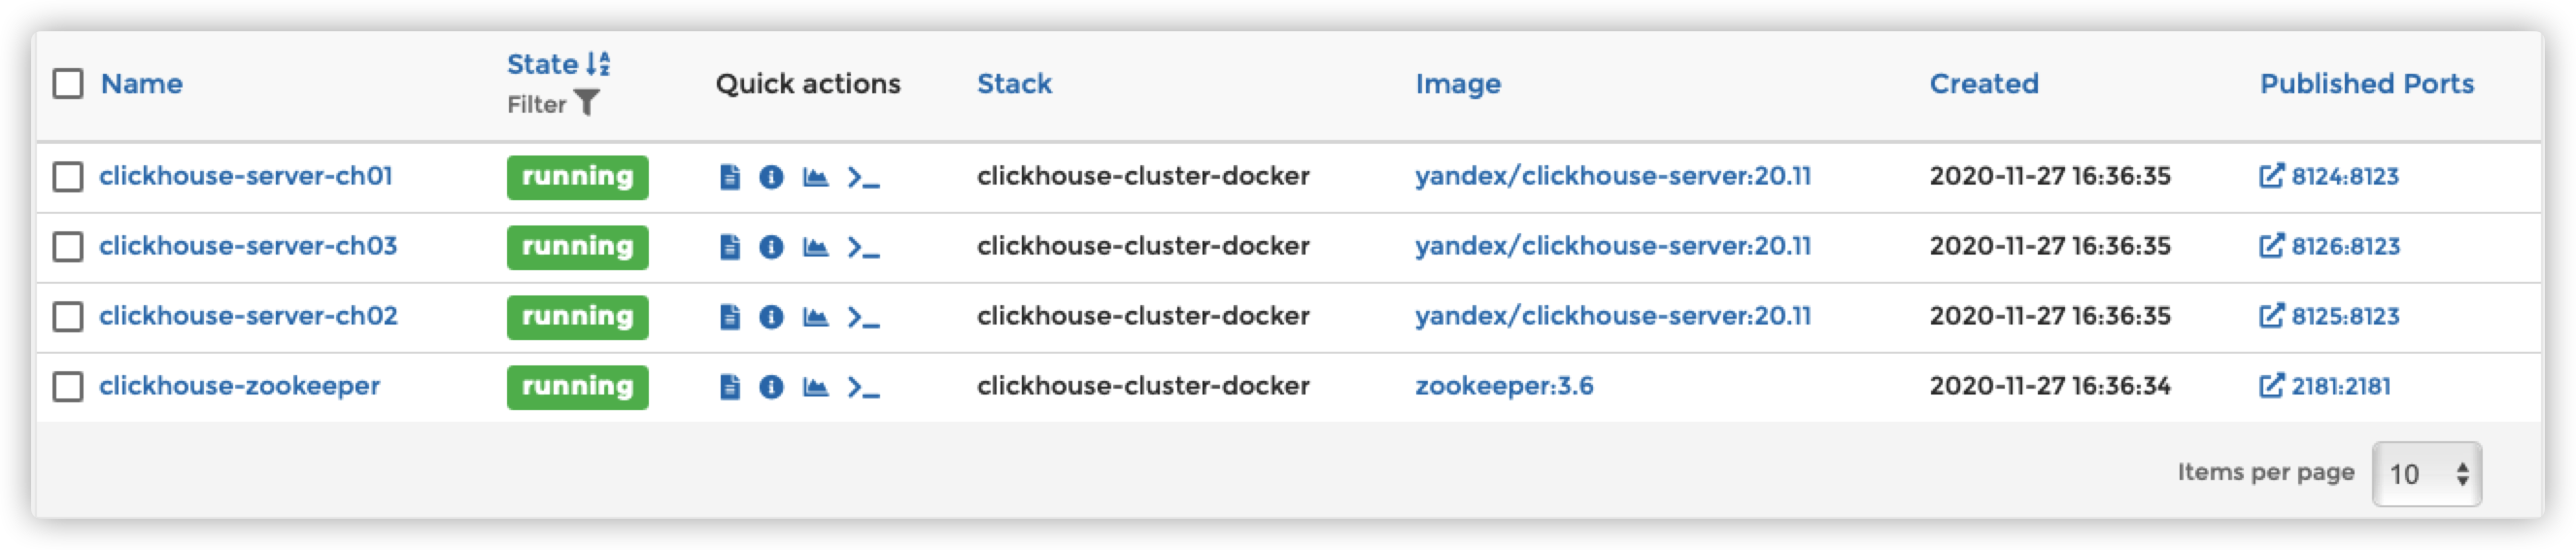 Name State Filter Quick actions Stack Image Created Published Ports
clickhouse-server-ch01 running clickhouse-cluster-docker yandex/clickhouse-server:20.11 2020-11-27 16:36:35 8124:8123
clickhouse-server-ch03 running clickhouse-cluster-docker yandex/clickhouse-server:20.11 2020-11-27 16:36:35 8126:8123
clickhouse-server-ch02 running clickhouse-cluster-docker yandex/clickhouse-server:20.11 2020-11-27 16:36:35 8125:8123
clickhouse-zookeeper running clickhouse-cluster-docker zookeeper:3.6 2020-11-27 16:36:34 2181:2181
Items per page 10